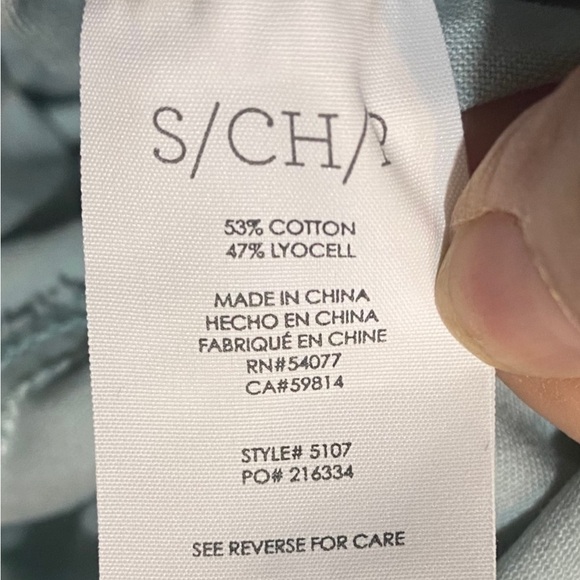 S/CH/P
53% COTTON
47% LYOCELL
MADE IN CHINA
HECHO EN CHINA
FABRIQUÉ EN CHINE
RN#54077
CA#59814
STYLE# 5107
PO# 216334
SEE REVERSE FOR CARE